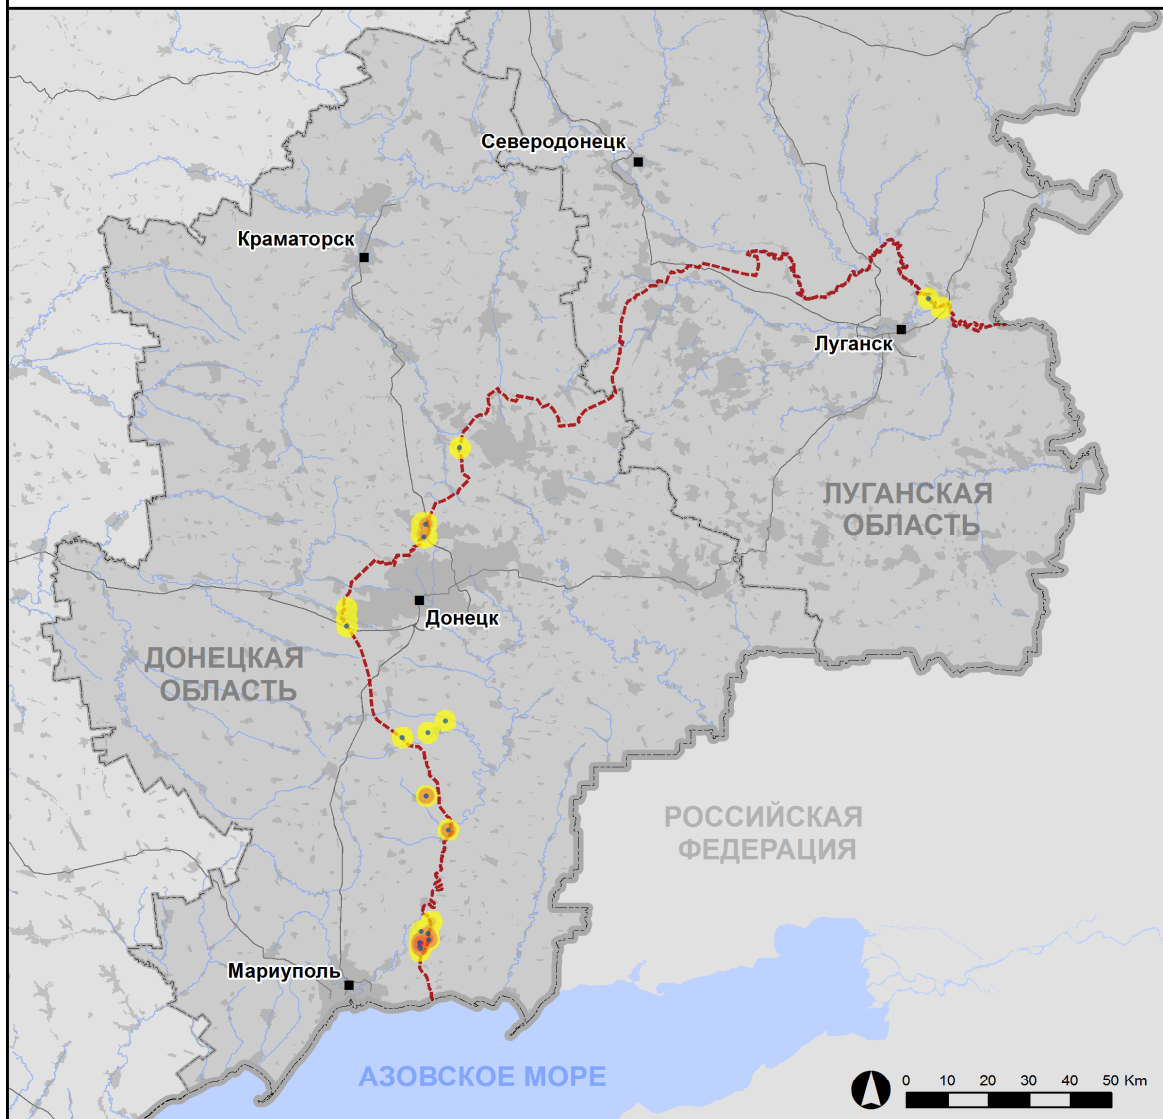 Северодонецк
Краматорск
Луганск
ЛУГАНСКАЯ
ОБЛАСТЬ
Донецк
ДОНЕЦКАЯ
ОБЛАСТЬ
РОССИЙСКАЯ
ФЕДЕРАЦИЯ
Мариуполь
АЗОВСКОЕ МОРЕ
0 10 20 30 40 50 Km